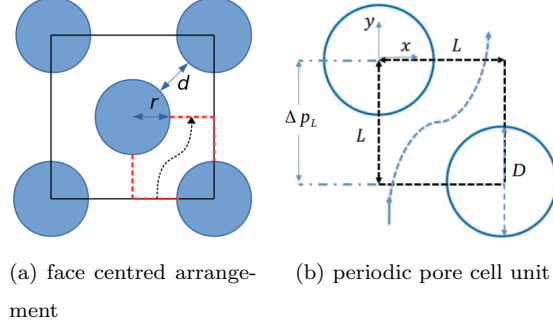 d
r
y
x
L
Δ p_L
L
D
(a) face centred arrange-
ment
(b) periodic pore cell unit